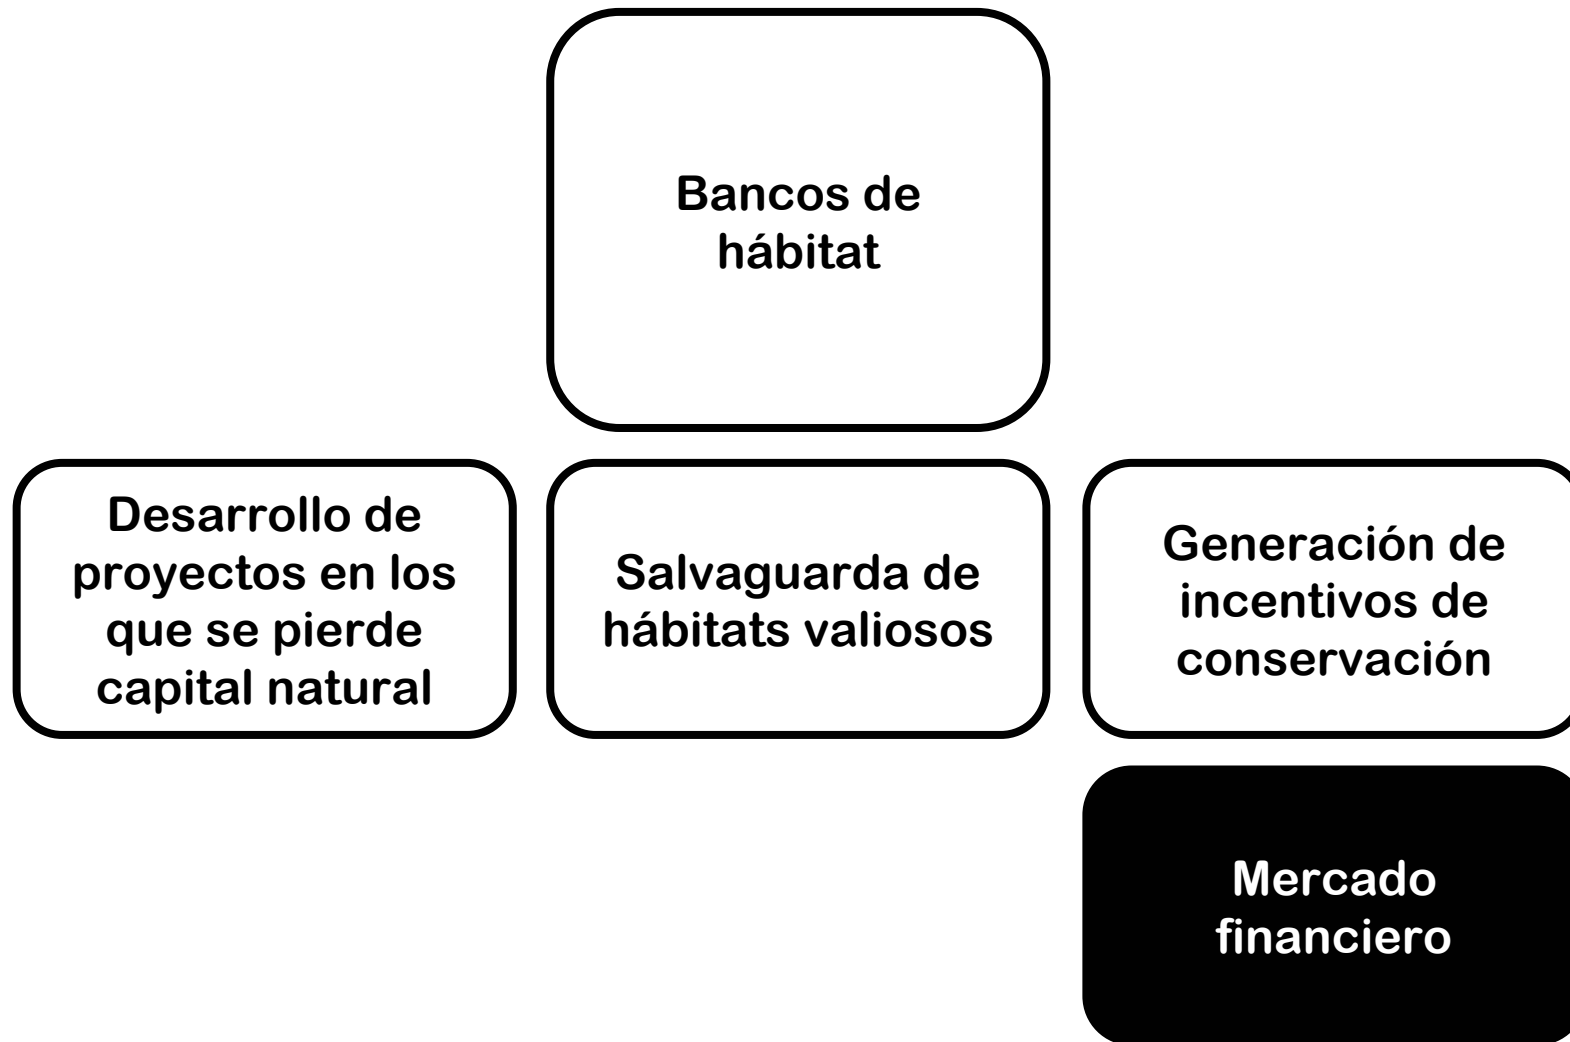 Bancos de
hábitat
Desarrollo de
proyectos en los
que se pierde
capital natural
Salvaguarda de
hábitats valiosos
Generación de
incentivos de
conservación
Mercado
financiero